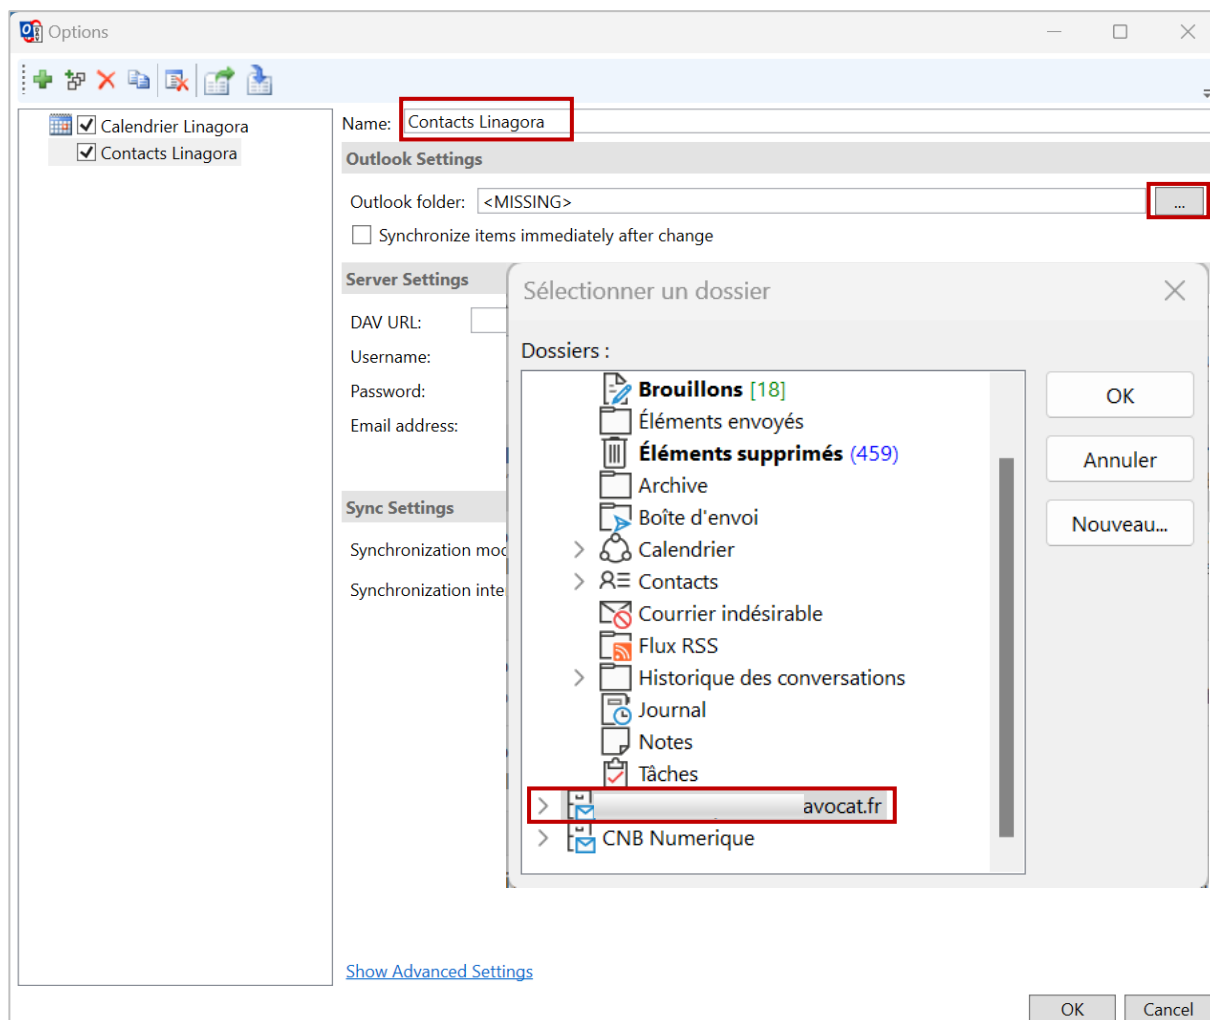 Options
Calendrier Linagora
Contacts Linagora
Name: Contacts Linagora
Outlook Settings
Outlook folder: <MISSING> ...
Synchronize items immediately after change
Server Settings
DAV URL:
Username:
Password:
Email address:
Sync Settings
Synchronization
Synchronization
Sélectionner un dossier
Dossiers :
Brouillons [18]
Éléments envoyés
Éléments supprimés (459)
Archive
Boîte d'envoi
Calendrier
Contacts
Courrier indésirable
Flux RSS
Historique des conversations
Journal
Notes
Tâches
avocat.fr
CNB Numerique
OK
Annuler
Nouveau...
Show Advanced Settings
OK Cancel